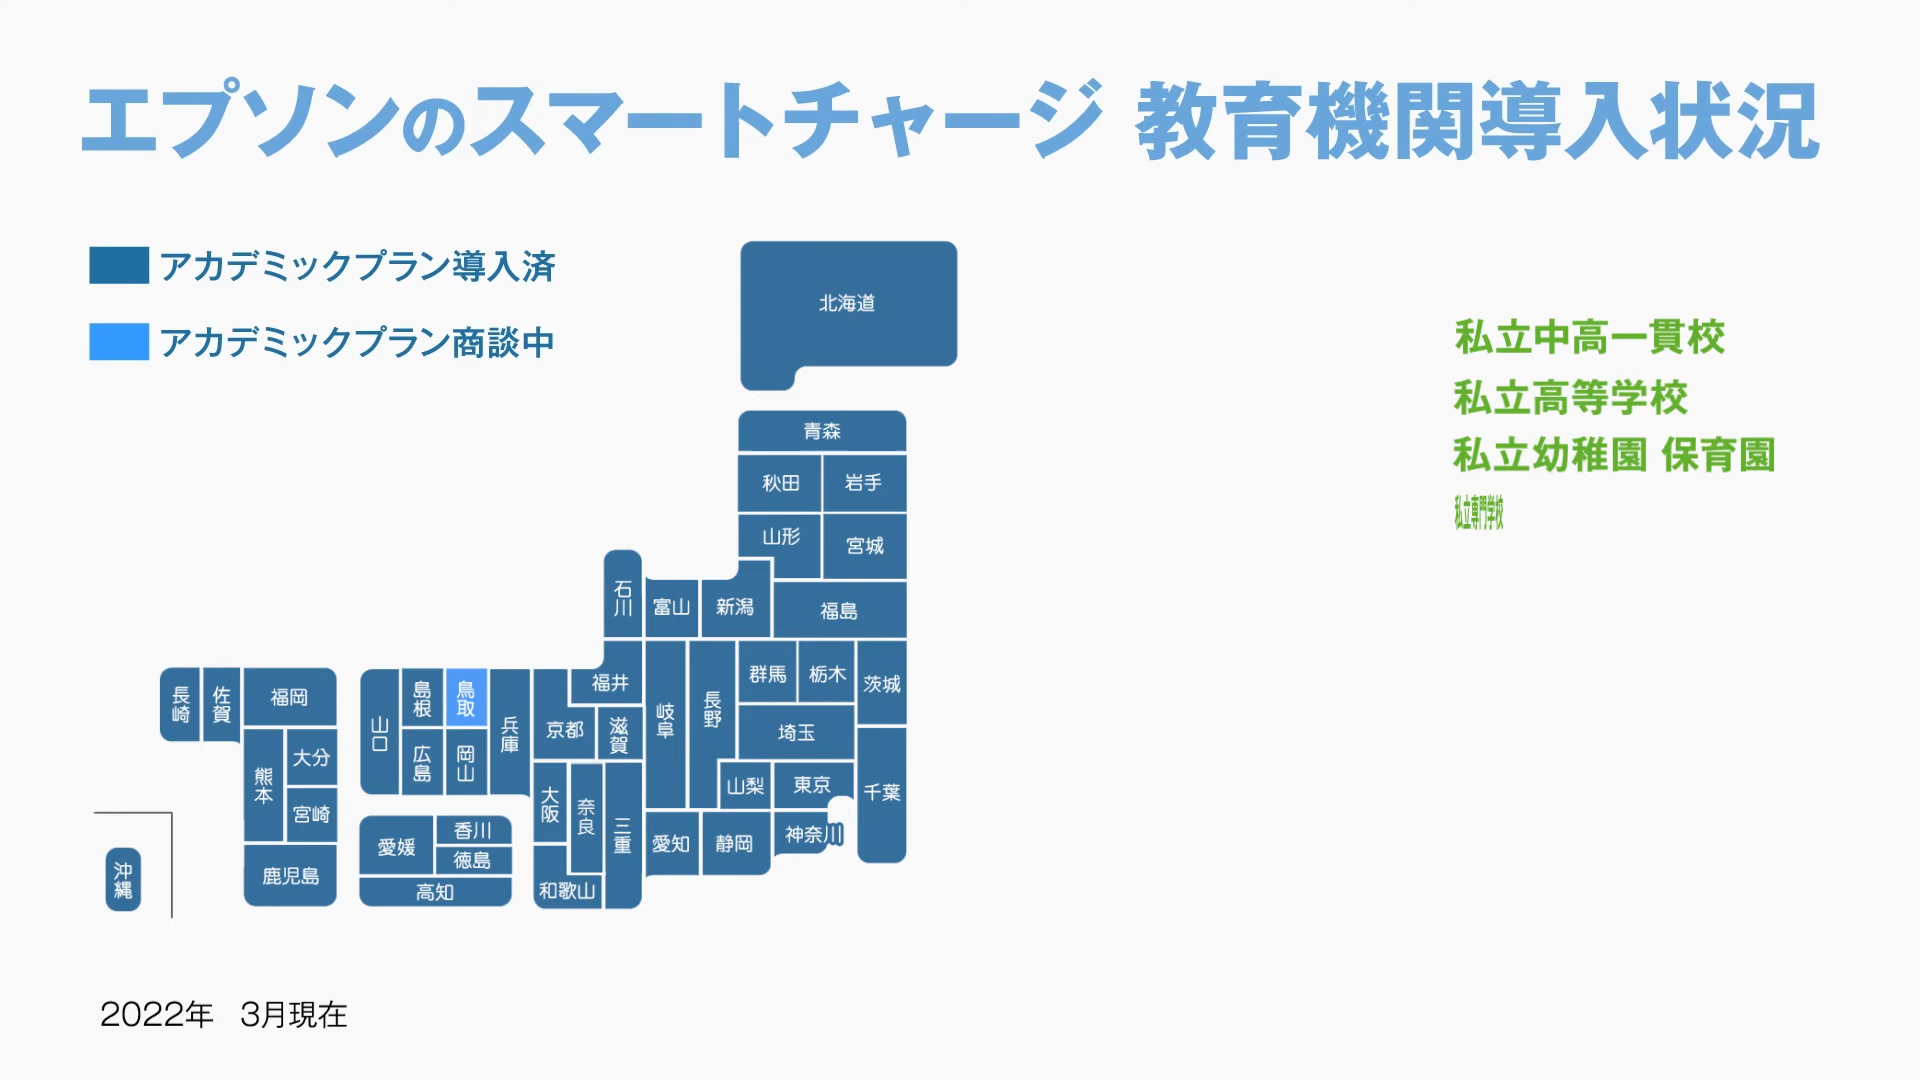 エプソンのスマートチャージ 教育機関導入状況
アカデミックプラン導入済
アカデミックプラン商談中
北海道
青森
秋田
岩手
山形
宮城
石川
富山
新潟
福島
福井
岐阜
長野
群馬
栃木
茨城
埼玉
山梨
東京
千葉
神奈川
長崎
佐賀
福岡
熊本
大分
宮崎
鹿児島
沖縄
山口
島根
鳥取
広島
岡山
兵庫
京都
滋賀
大阪
奈良
三重
和歌山
愛知
静岡
愛媛
香川
徳島
高知
私立中高一貫校
私立高等学校
私立幼稚園 保育園
私立専門学校
2022年 3月現在